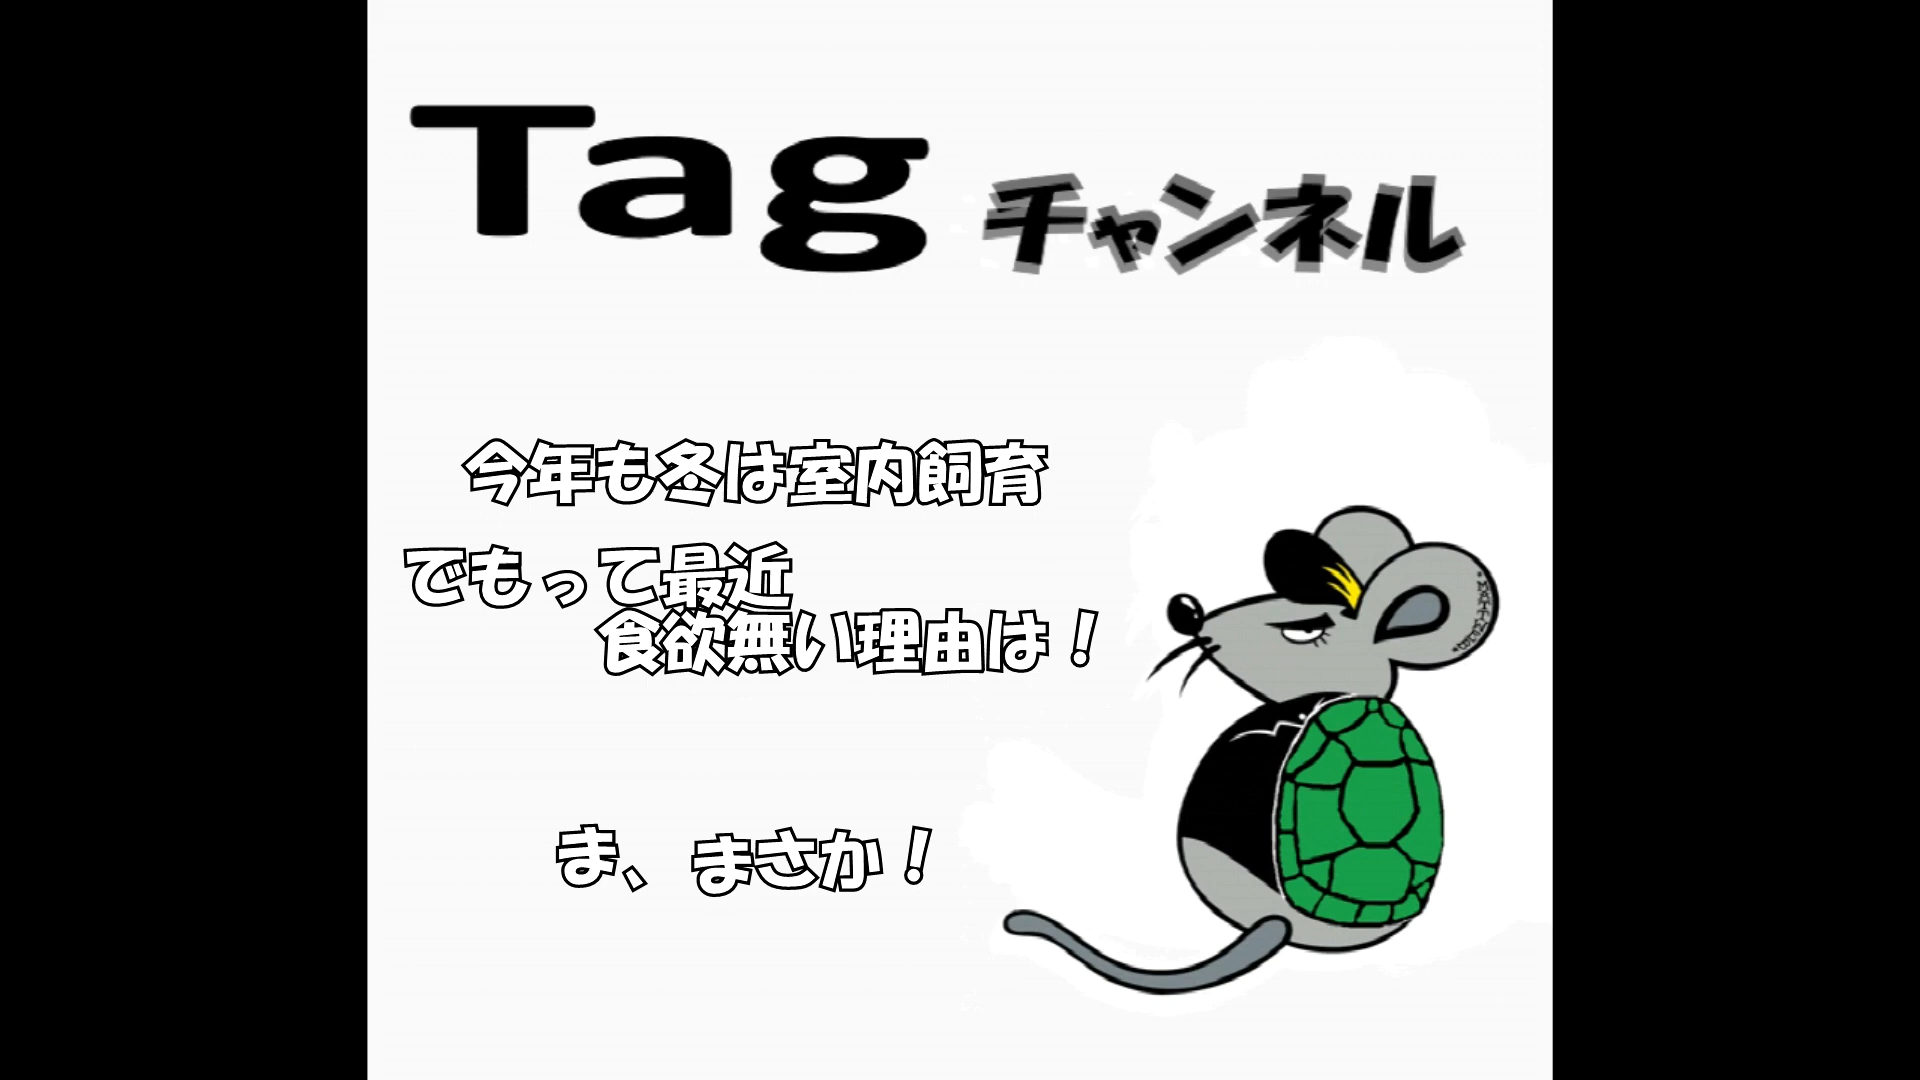 Tag チャンネル
今年も冬は室内飼育
でもって最近
食欲無い理由は！
ま、まさか！